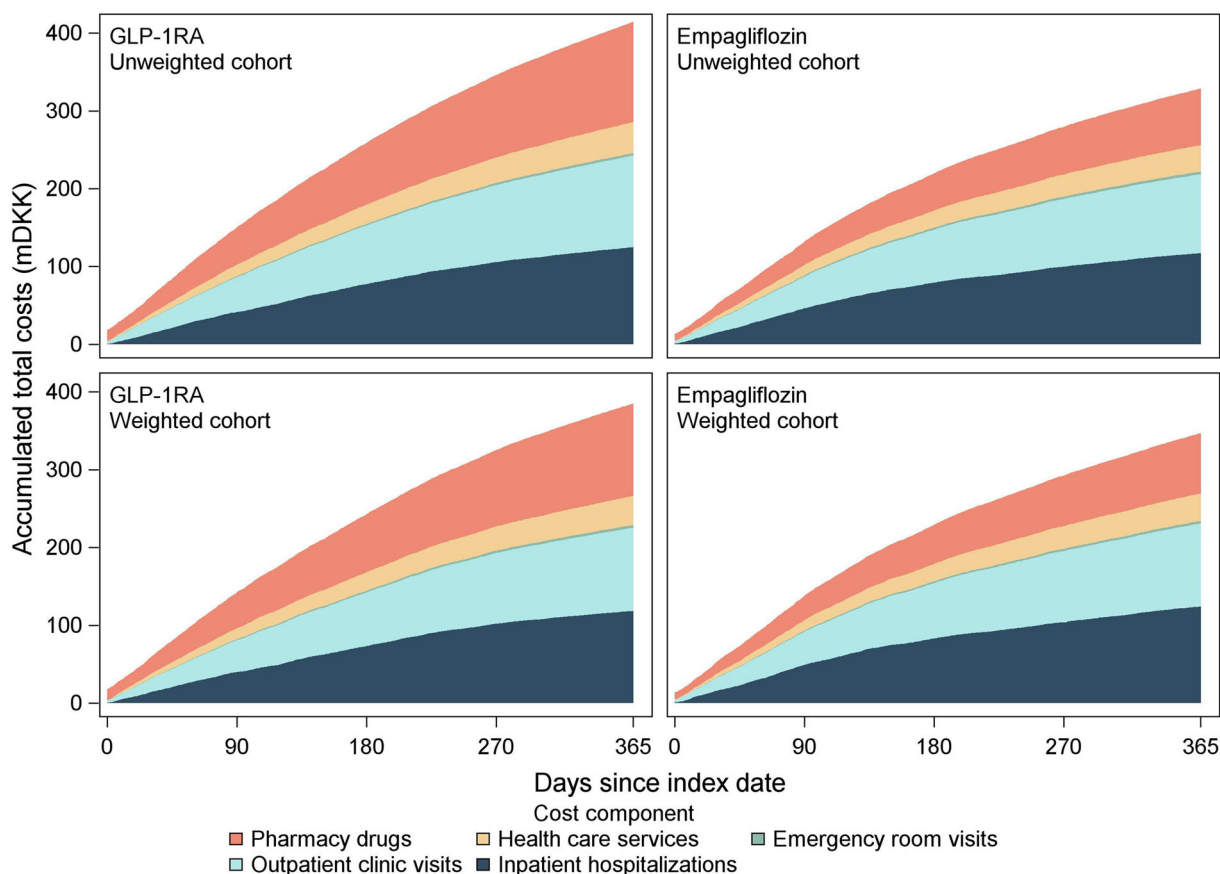 GLP-1RA
Unweighted cohort
Empagliflozin
Unweighted cohort
400
300
200
100
0
GLP-1RA
Weighted cohort
Empagliflozin
Weighted cohort
400
300
200
100
0
Accumulated total costs (mDKK)
0 90 180 270 365 0 90 180 270 365
Days since index date
Cost component
Pharmacy drugs Health care services Emergency room visits
Outpatient clinic visits Inpatient hospitalizations